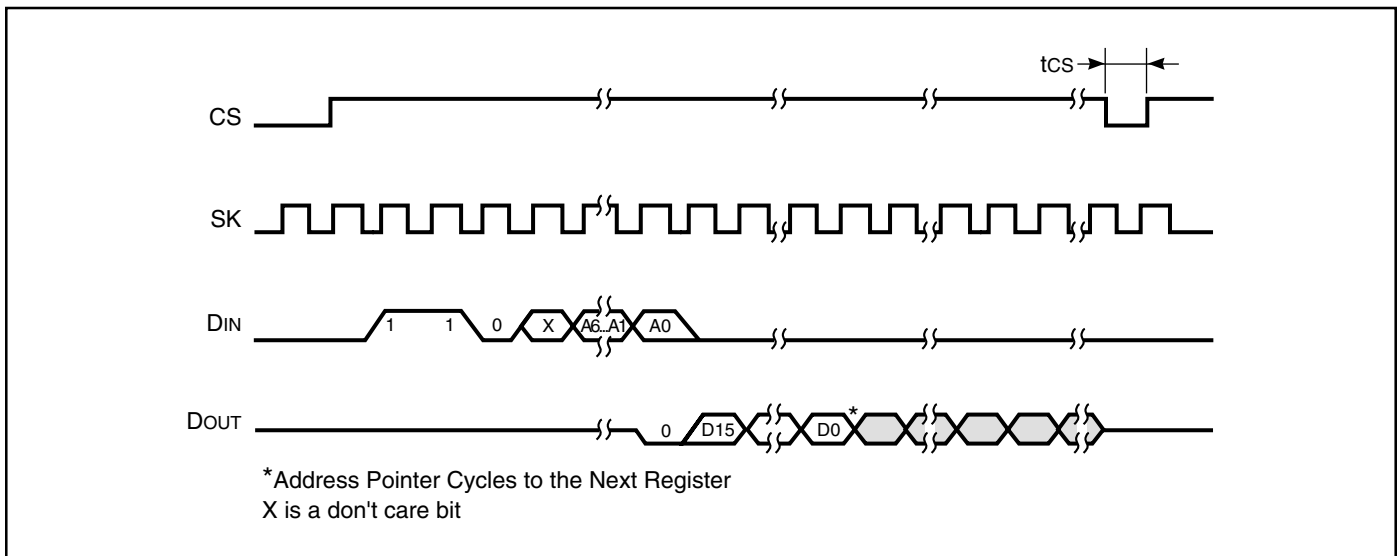 tCS
CS
SK
DIN
1 1 0 X A6...A1 A0
DOUT
0 D15 D0 *
*Address Pointer Cycles to the Next Register
X is a don't care bit